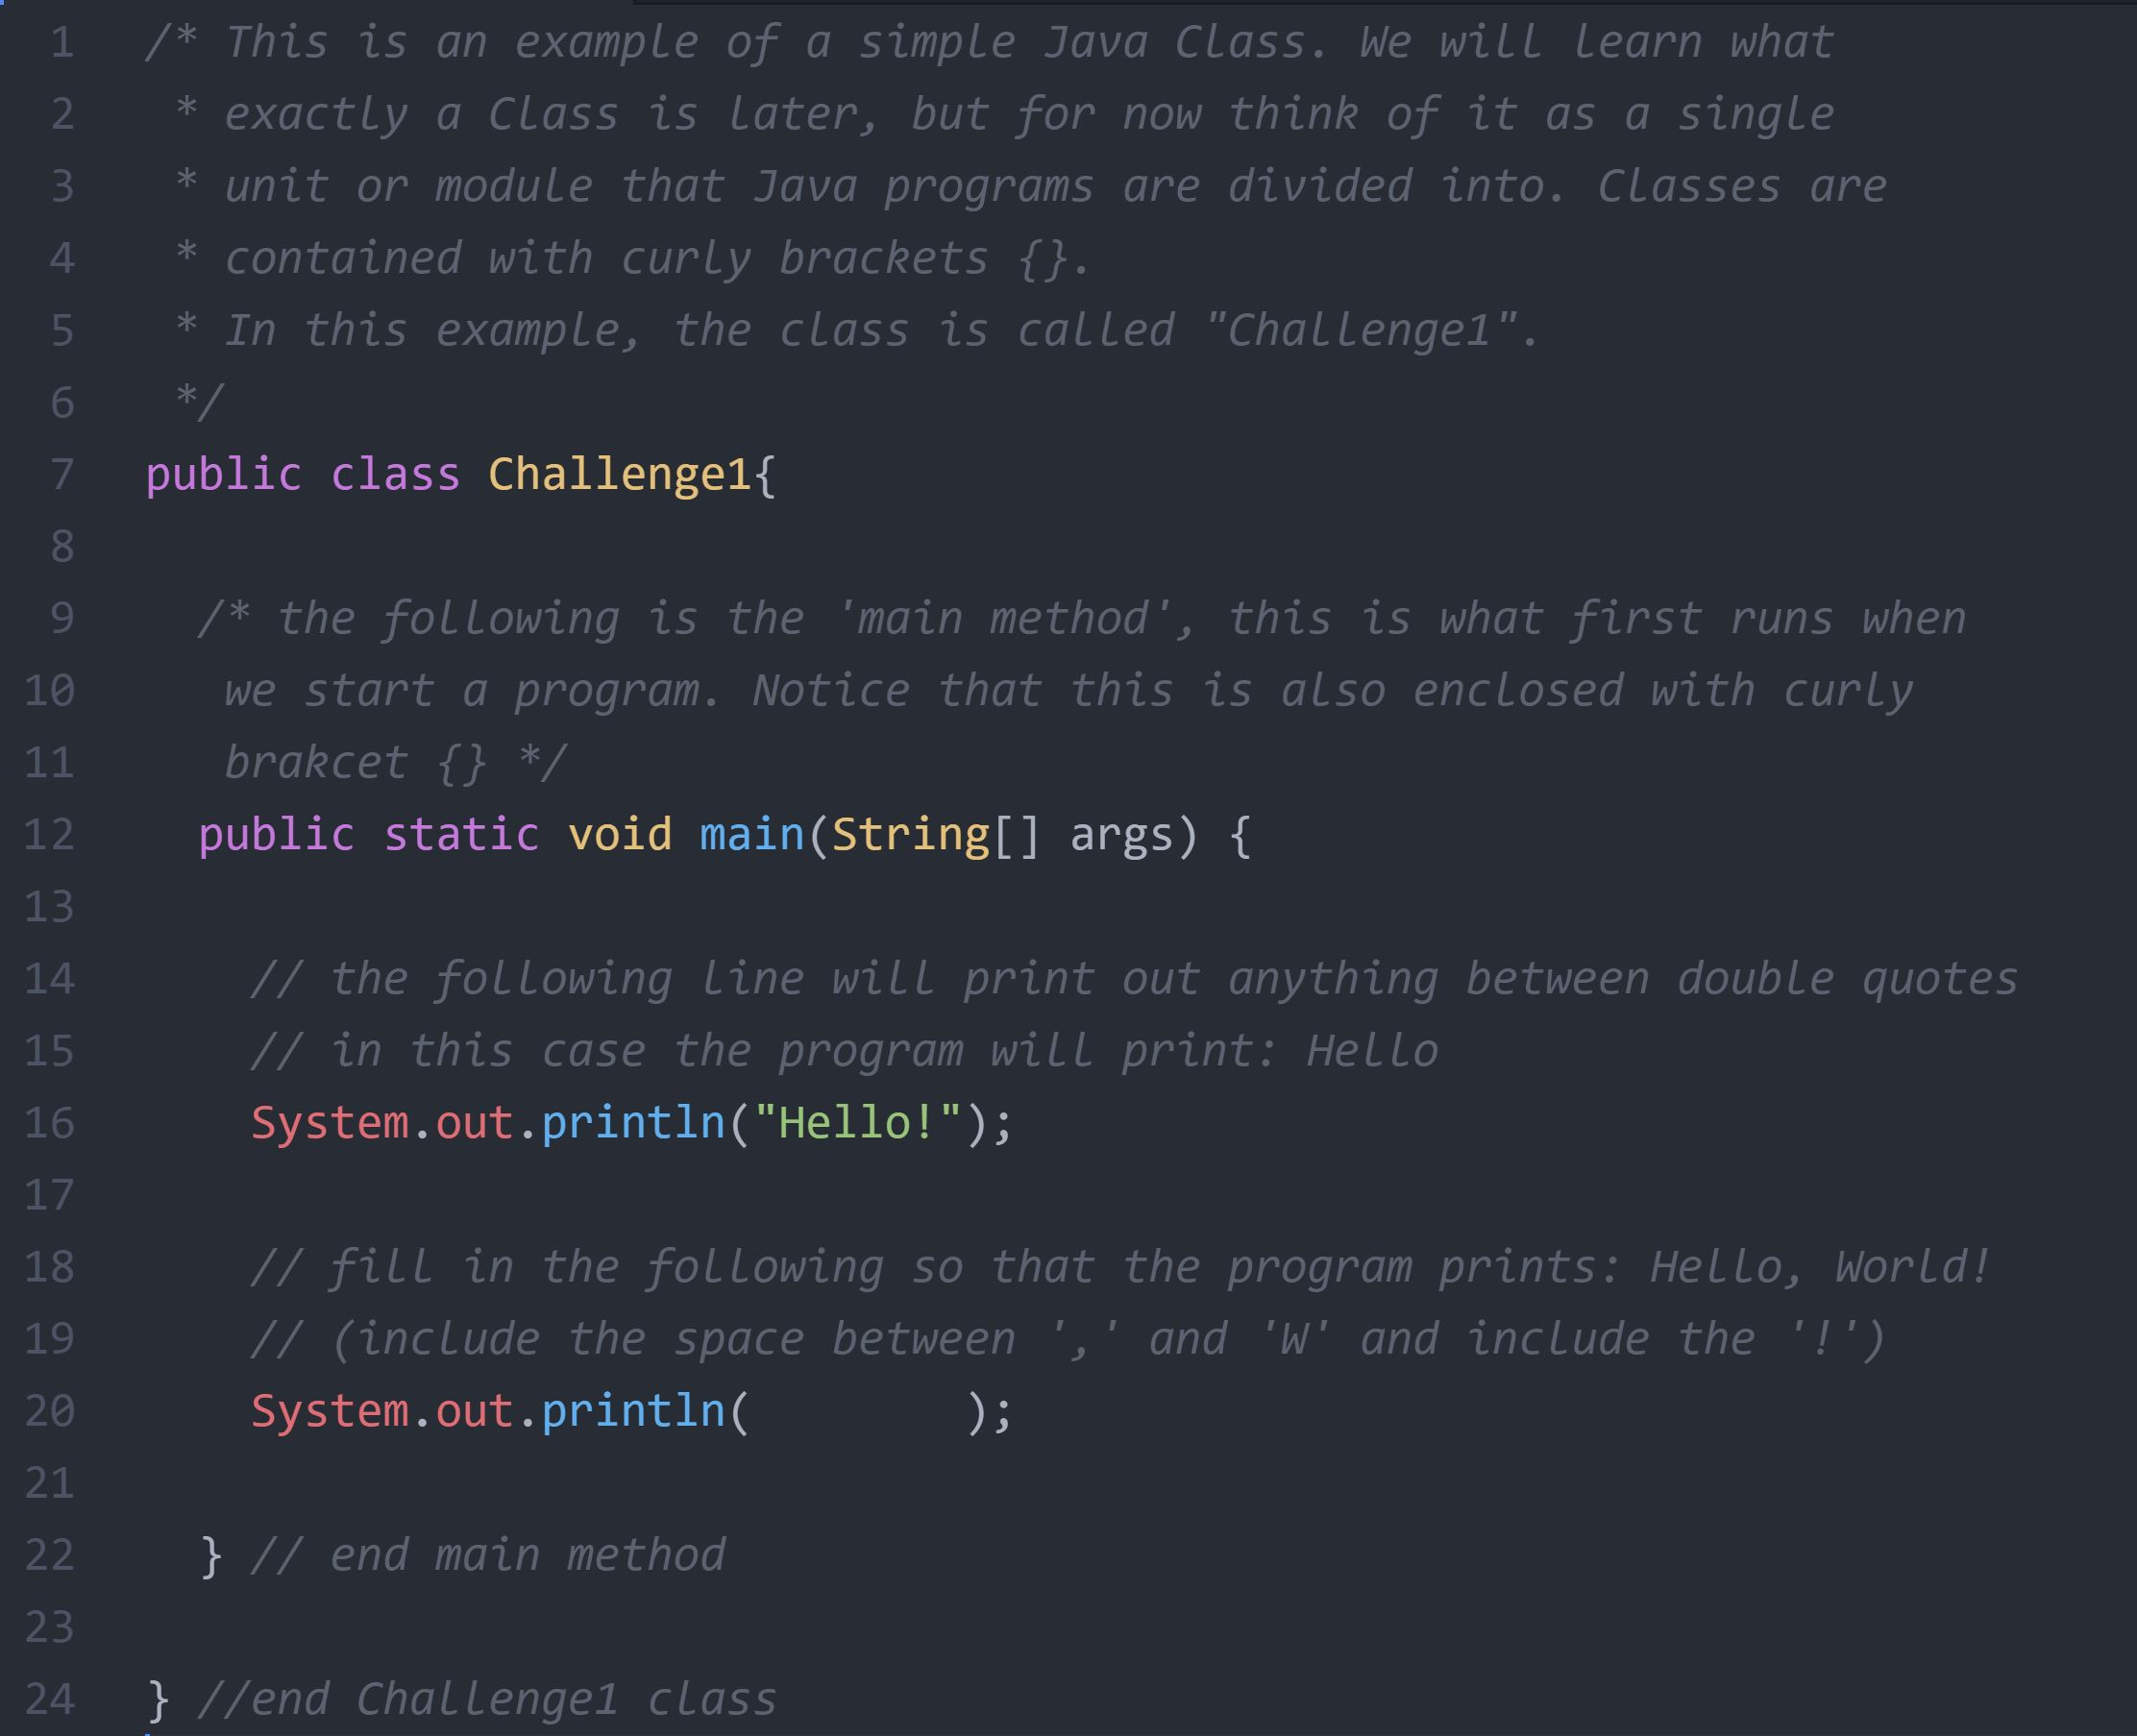 1 /* This is an example of a simple Java Class. We will learn what
2 * exactly a Class is later, but for now think of it as a single
3 * unit or module that Java programs are divided into. Classes are
4 * contained with curly brackets {}.
5 * In this example, the class is called "Challenge1".
6 */
7 public class Challenge1{
8
9 /* the following is the 'main method', this is what first runs when
10 we start a program. Notice that this is also enclosed with curly
11 brakcet {} */
12 public static void main(String[] args) {
13
14 // the following line will print out anything between double quotes
15 // in this case the program will print: Hello
16 System.out.println("Hello!");
17
18 // fill in the following so that the program prints: Hello, World!
19 // (include the space between ',' and 'W' and include the '!')
20 System.out.println(        );
21
22 } // end main method
23
24 } //end Challenge1 class